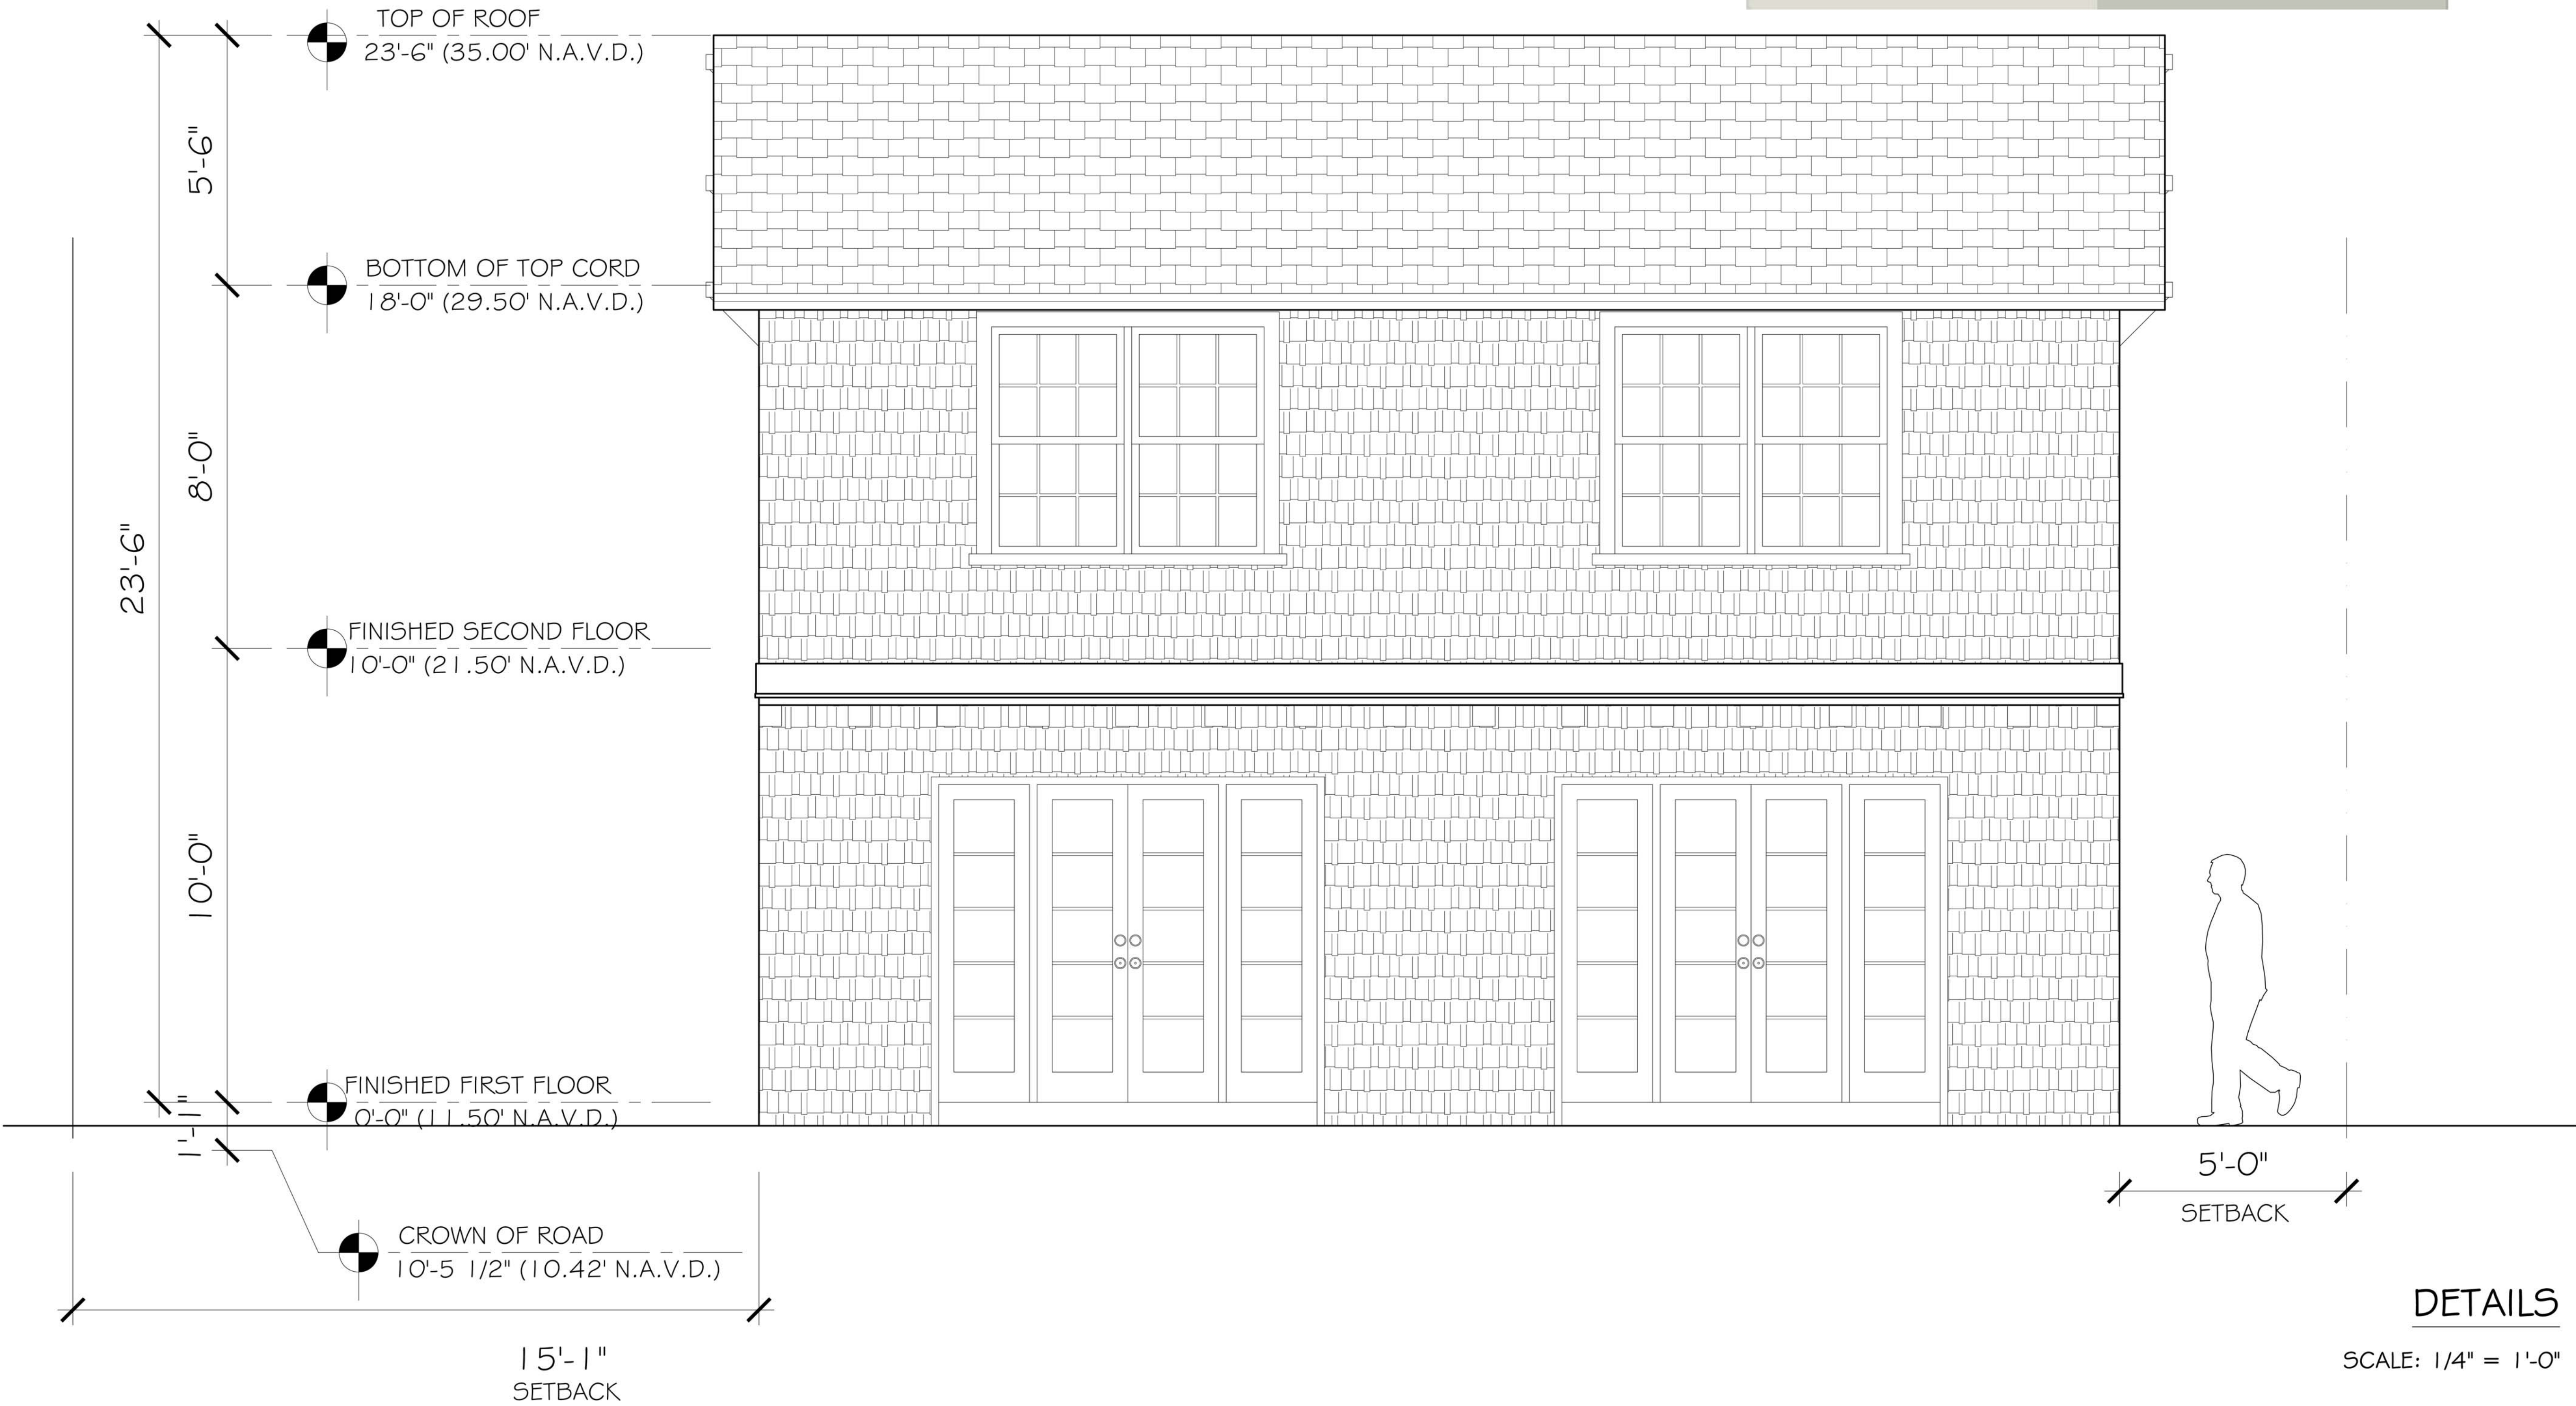 TOP OF ROOF
23'-6" (35.00' N.A.V.D.)
5'-6"
BOTTOM OF TOP CORD
18'-0" (29.50' N.A.V.D.)
8'-0"
23'-6"
FINISHED SECOND FLOOR
10'-0" (21.50' N.A.V.D.)
10'-0"
FINISHED FIRST FLOOR
0'-0" (11.50' N.A.V.D.)
1'-1"
CROWN OF ROAD
10'-5 1/2" (10.42' N.A.V.D.)
15'-1"
SETBACK
5'-0"
SETBACK
DETAILS
SCALE: 1/4" = 1'-0"